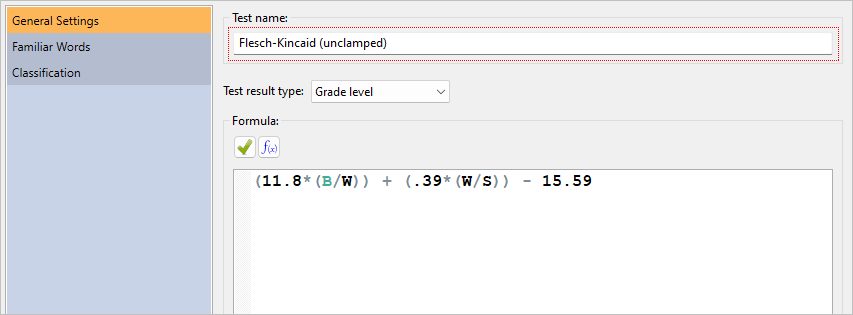 General Settings
Familiar Words
Classification
Test name:
Flesch-Kincaid (unclamped)
Test result type: Grade level
Formula:
f(x)
(11.8*(B/W)) + (.39*(W/S)) - 15.59